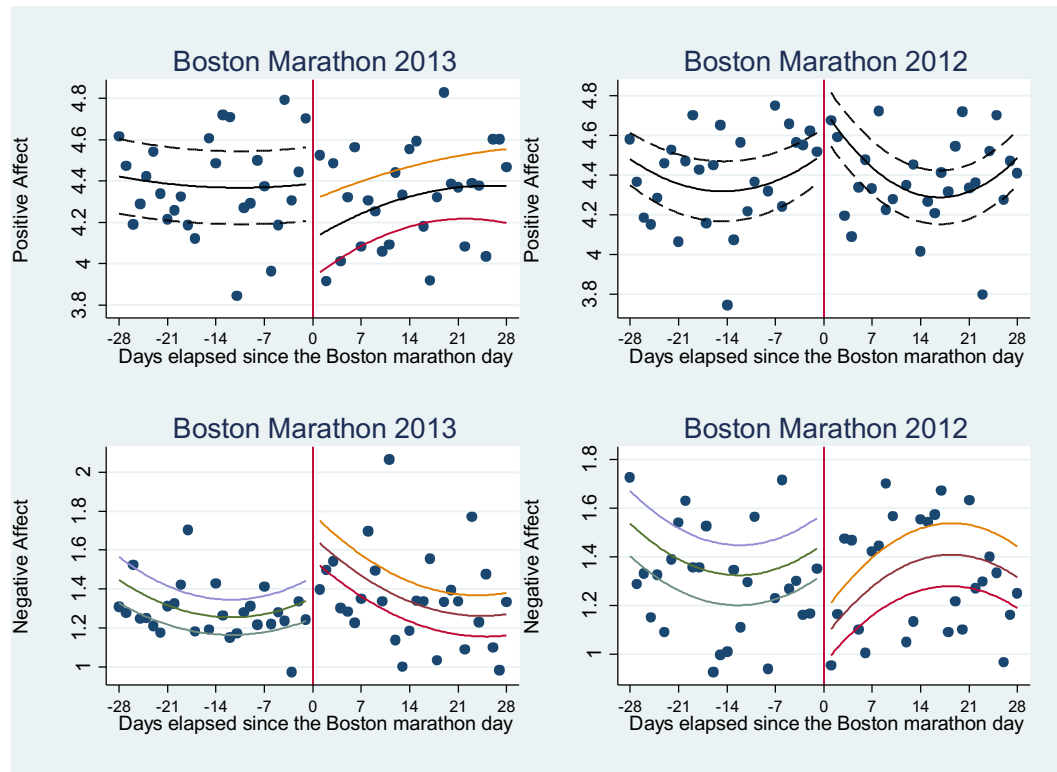 Boston Marathon 2013
Positive Affect
4.8
4.6
4.4
4.2
4
3.8
-28 -21 -14 -7 0 7 14 21 28
Days elapsed since the Boston marathon day
Boston Marathon 2012
Positive Affect
4.8
4.6
4.4
4.2
4
3.8
-28 -21 -14 -7 0 7 14 21 28
Days elapsed since the Boston marathon day
Boston Marathon 2013
Negative Affect
2
1.8
1.6
1.4
1.2
1
-28 -21 -14 -7 0 7 14 21 28
Days elapsed since the Boston marathon day
Boston Marathon 2012
Negative Affect
1.8
1.6
1.4
1.2
1
-28 -21 -14 -7 0 7 14 21 28
Days elapsed since the Boston marathon day